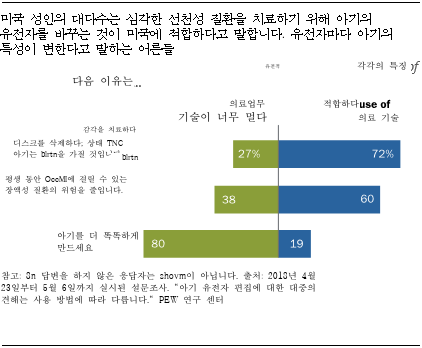 미국 성인의 대다수는 심각한 선천성 질환을 치료하기 위해 아기의
유전자를 바꾸는 것이 미국에 적합하다고 말합니다. 유전자마다 아기의
특성이 변한다고 말하는 어른들
유전적
각각의 특징 of
다음 이유는...
의료업무
기술이 너무 멀다
적합하다use of
의료 기술
감각을 치료하다
디스크를 삭제하다; 상태 TNC
아기는 birtn을 가질 것입니 birtn
27%
72%
평생 동안 OccMI에 걸릴 수 있는
장액성 질환의 위험을 줄입니다.
38
60
아기를 더 똑똑하게
만드세요
80
19
참고: 8n 답변을 하지 않은 응답자는 shovm이 아닙니다. 출처: 2018년 4월
23일부터 5월 6일까지 실시된 설문조사. "아기 유전자 편집에 대한 대중의
견해는 사용 방법에 따라 다릅니다." PEW 연구 센터